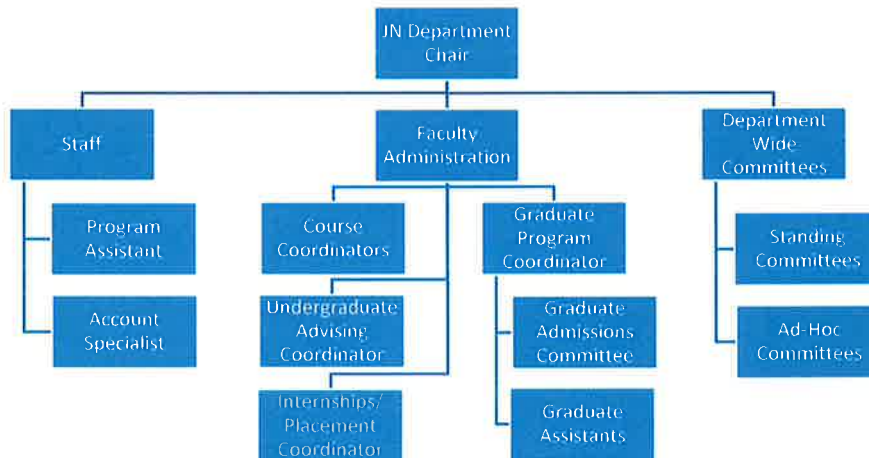 JN Department
Chair
Staff
Faculty
Administration
Department
Wide
Committees
Program
Assistant
Account
Specialist
Course
Coordinators
Undergraduate
Advising
Coordinator
Internships/
Placement
Coordinator
Graduate
Program
Coordinator
Graduate
Admissions
Committee
Graduate
Assistants
Standing
Committees
Ad-Hoc
Committees